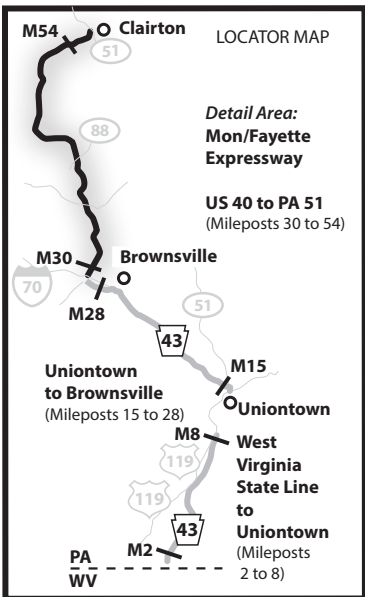 LOCATOR MAP
M54
Clairton
51
Detail Area:
Mon/Fayette
Expressway
88
US 40 to PA 51
(Mileposts 30 to 54)
M30
Brownsville
70
M28
51
43
M15
Uniontown
to Brownsville
(Mileposts 15 to 28)
Uniontown
M8
West
Virginia
State Line
to
Uniontown
(Mileposts
2 to 8)
119
119
43
M2
PA
WV